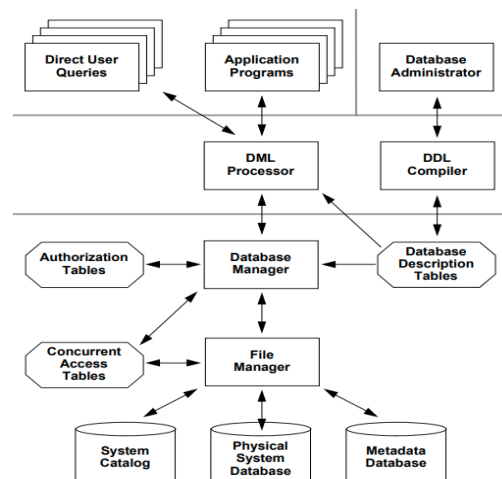 Direct User
Queries
Application
Programs
Database
Administrator
DML
Processor
DDL
Compiler
Authorization
Tables
Database
Manager
Database
Description
Tables
Concurrent
Access
Tables
File
Manager
System
Catalog
Physical
System
Database
Metadata
Database